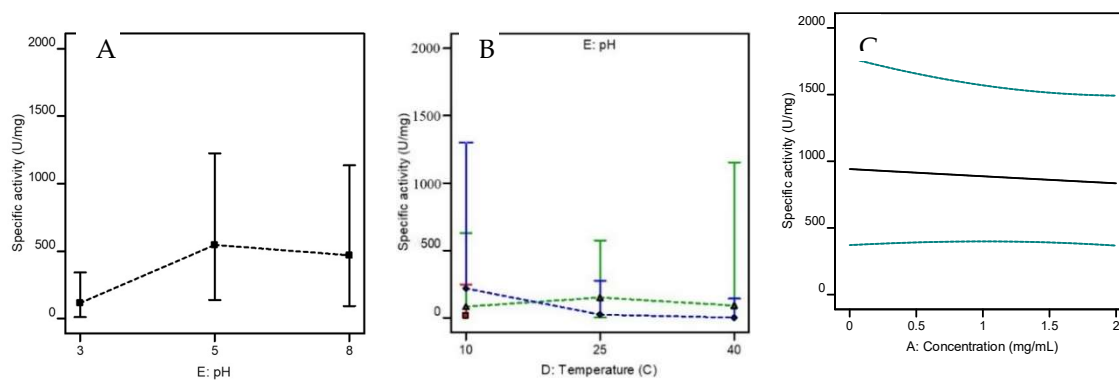 A
2000
1500
1000
500
0
Specific activity (U/mg)
3 5 8
E: pH
B
E: pH
2000
1500
1000
500
0
Specific activity (U/mg)
10 25 40
D: Temperature (C)
C
2000
1500
1000
500
0
Specific activity (U/mg)
0 0.5 1 1.5 2
A: Concentration (mg/mL)